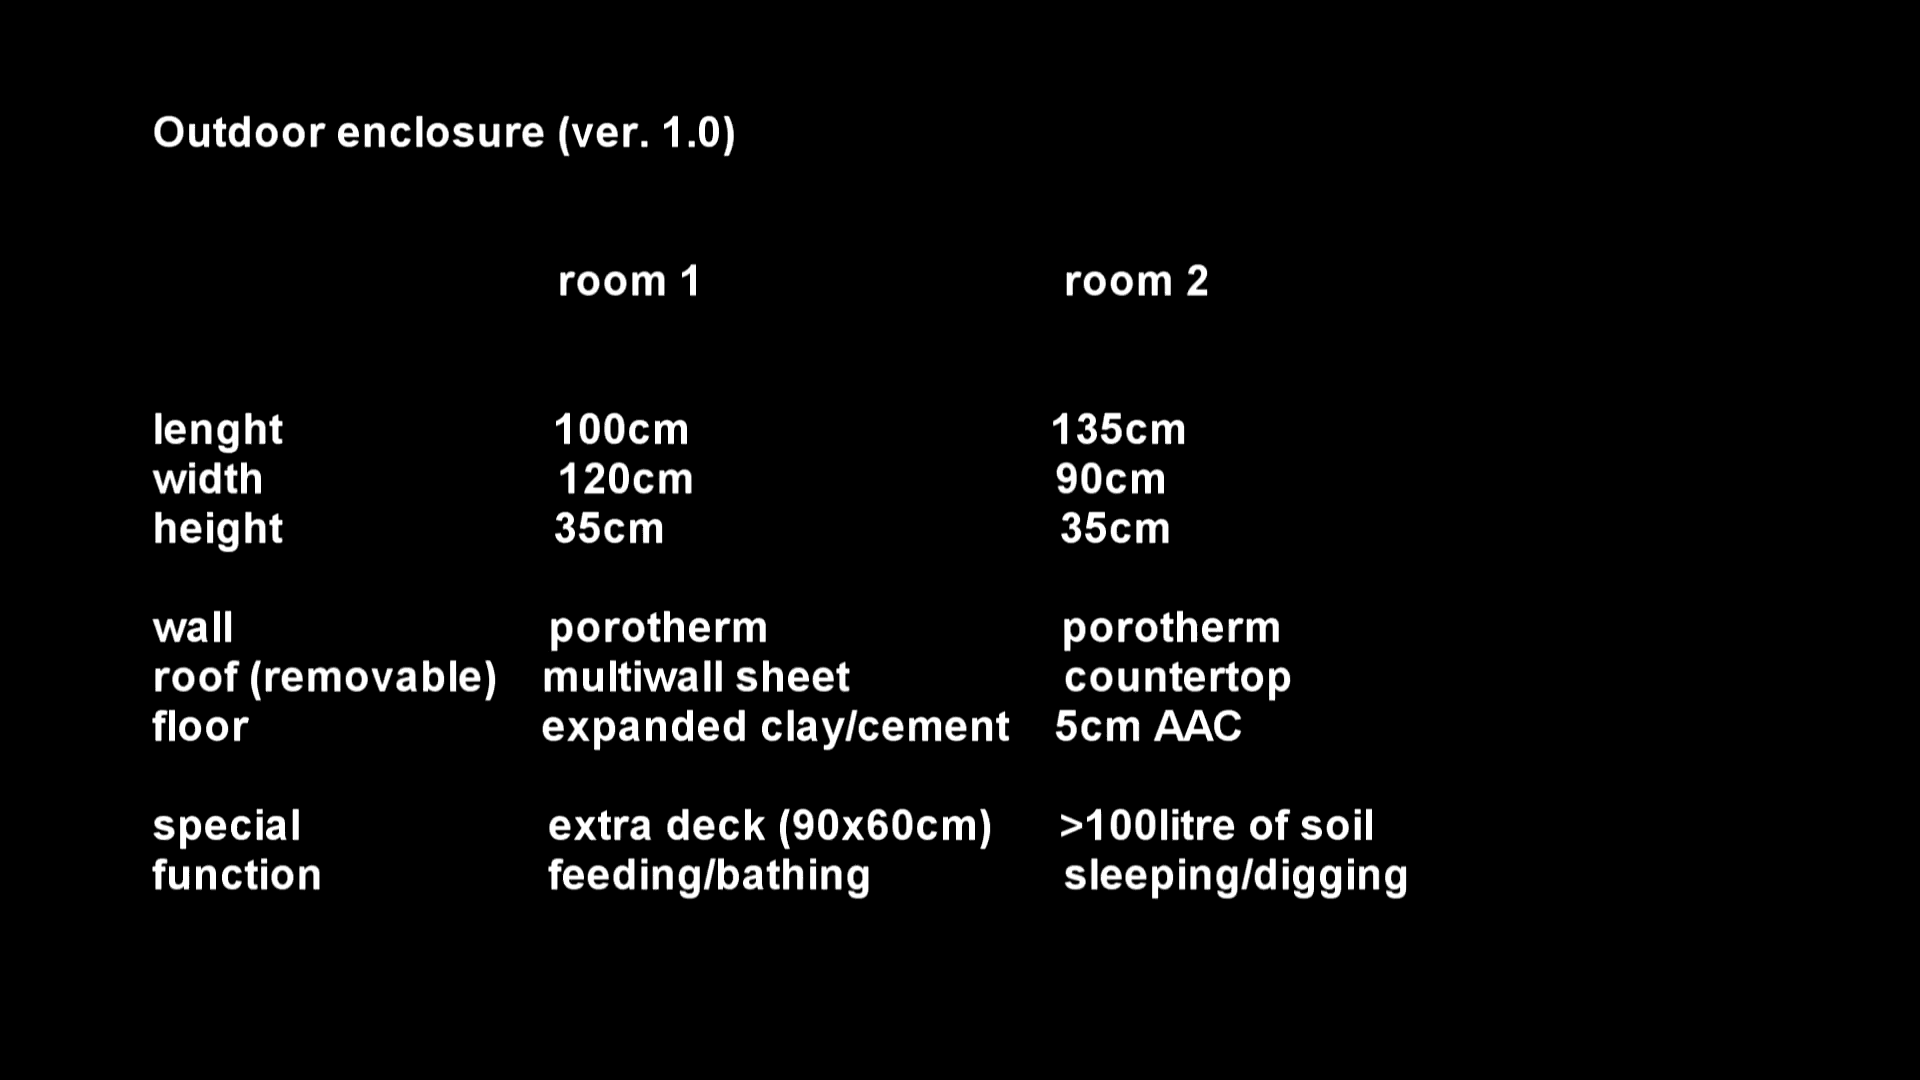 Outdoor enclosure (ver. 1.0)
room 1 room 2
lenght 100cm 135cm
width 120cm 90cm
height 35cm 35cm
wall porotherm porotherm
roof (removable) multiwall sheet countertop
floor expanded clay/cement 5cm AAC
special extra deck (90x60cm) >100litre of soil
function feeding/bathing sleeping/digging